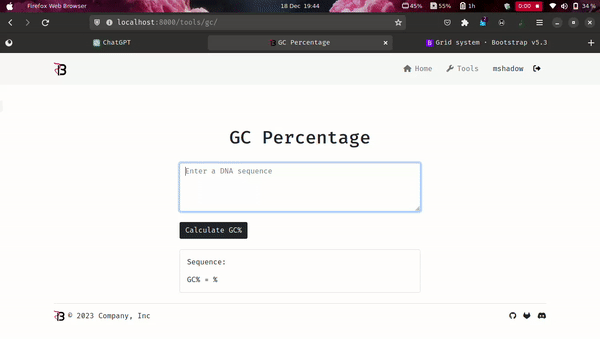 Firefox Web Browser 18 Dec 19:44 45% 55% 1h 0:00 34 %
localhost:8000/tools/gc/
ChatGPT GC Percentage Grid system · Bootstrap v5.3
Home Tools mshadow
GC Percentage
Enter a DNA sequence
Calculate GC%
Sequence:
GC% = %
© 2023 Company, Inc